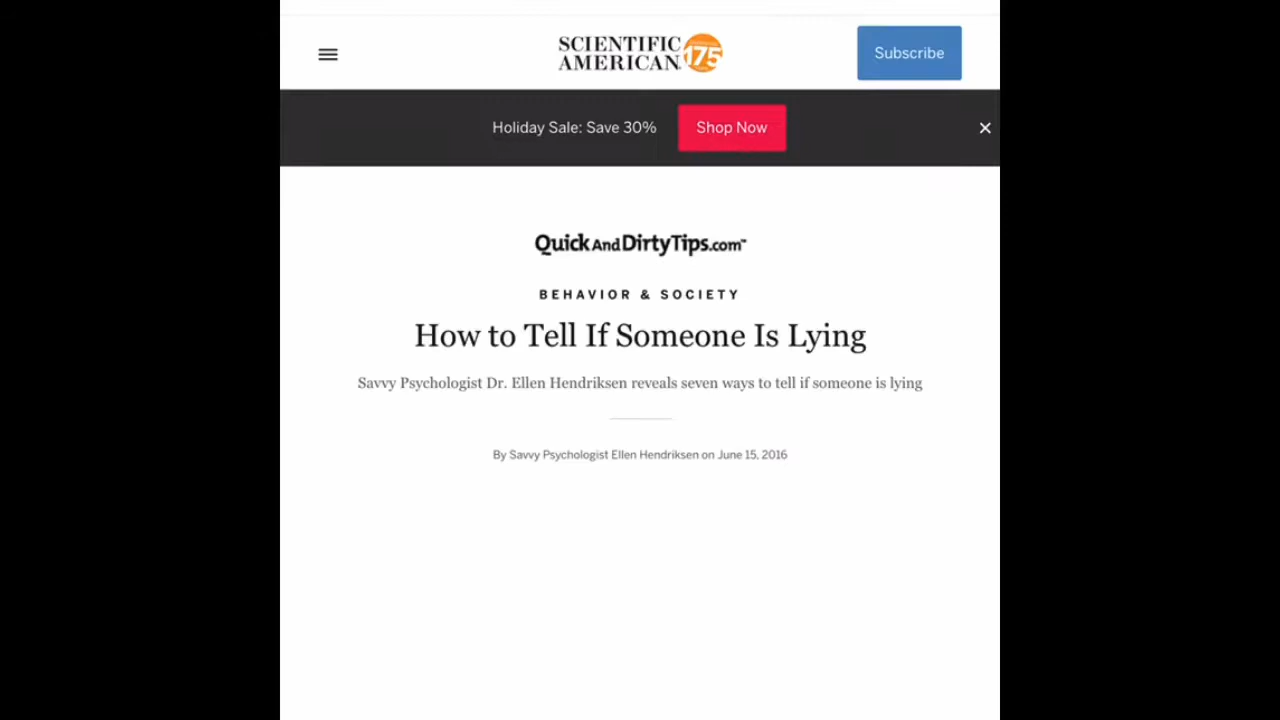 SCIENTIFIC
AMERICAN
175
Subscribe
Holiday Sale: Save 30%
Shop Now
QuickAndDirtyTips.com™
BEHAVIOR & SOCIETY
How to Tell If Someone Is Lying
Savvy Psychologist Dr. Ellen Hendriksen reveals seven ways to tell if someone is lying
By Savvy Psychologist Ellen Hendriksen on June 15, 2016